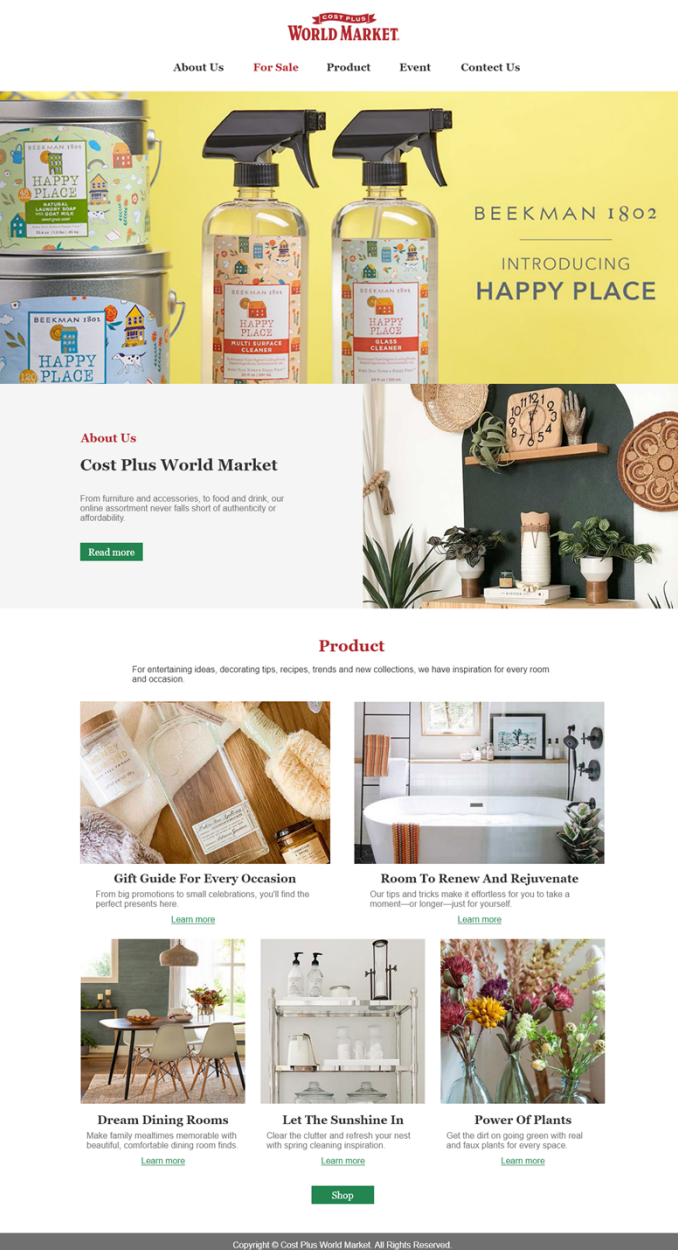 COST PLUS
WORLD MARKET
About Us For Sale Product Event Contect Us
BEEKMAN 1802
HAPPY
PLACE
NATURAL
LAUNDRY SOAP
WITH GOAT MILK
BEEKMAN 1802
HAPPY
PLACE
120
BEEKMAN 1802
HAPPY
PLACE
MULTI SURFACE
CLEANER
BEEKMAN 1802
HAPPY
PLACE
GLASS
CLEANER
BEEKMAN 1802
INTRODUCING
HAPPY PLACE
About Us
Cost Plus World Market
From furniture and accessories, to food and drink, our
online assortment never falls short of authenticity or
affordability.
Read more
12
Product
For entertaining ideas, decorating tips, recipes, trends and new collections, we have inspiration for every room
and occasion.
Gift Guide For Every Occasion
From big promotions to small celebrations, you'll find the
perfect presents here.
Learn more
Room To Renew And Rejuvenate
Our tips and tricks make it effortless for you to take a
moment—or longer—just for yourself.
Learn more
Dream Dining Rooms
Make family mealtimes memorable with
beautiful, comfortable dining room finds.
Learn more
Let The Sunshine In
Clear the clutter and refresh your nest
with spring cleaning inspiration.
Learn more
Power Of Plants
Get the dirt on going green with real
and faux plants for every space.
Learn more
Shop
Copyright © Cost Plus World Market. All Rights Reserved.